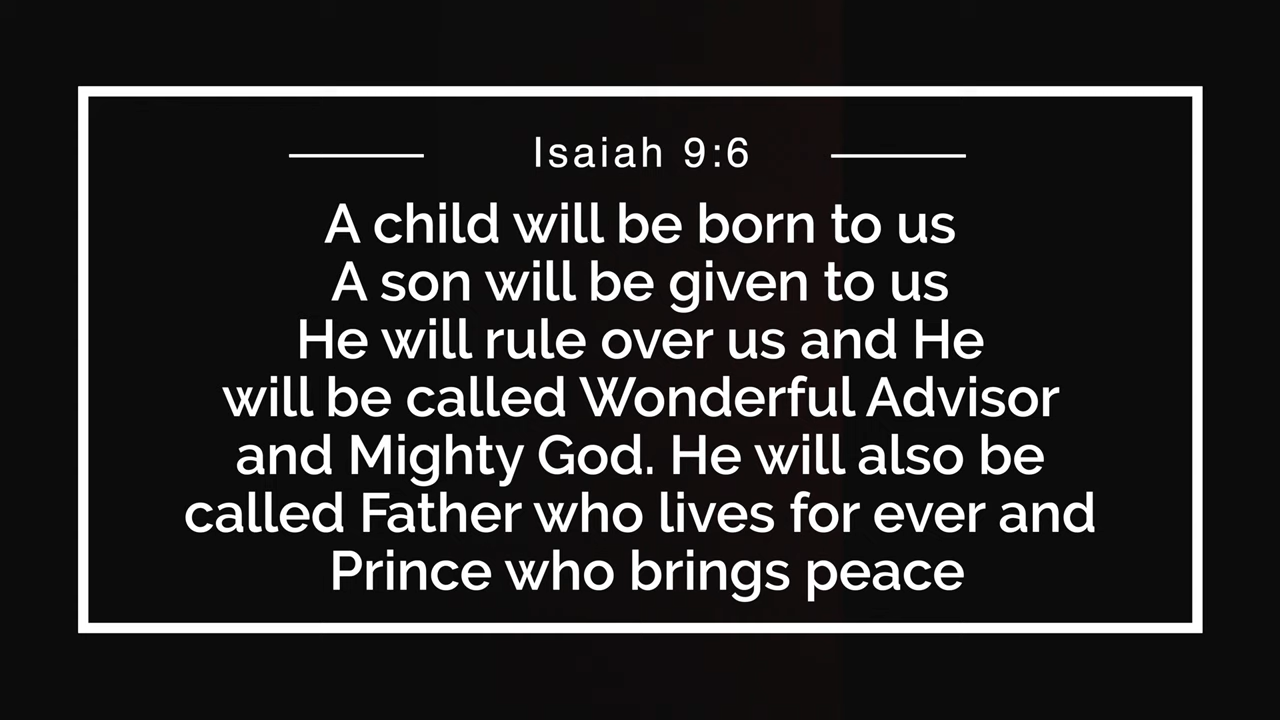 Isaiah 9:6
A child will be born to us
A son will be given to us
He will rule over us and He
will be called Wonderful Advisor
and Mighty God. He will also be
called Father who lives for ever and
Prince who brings peace